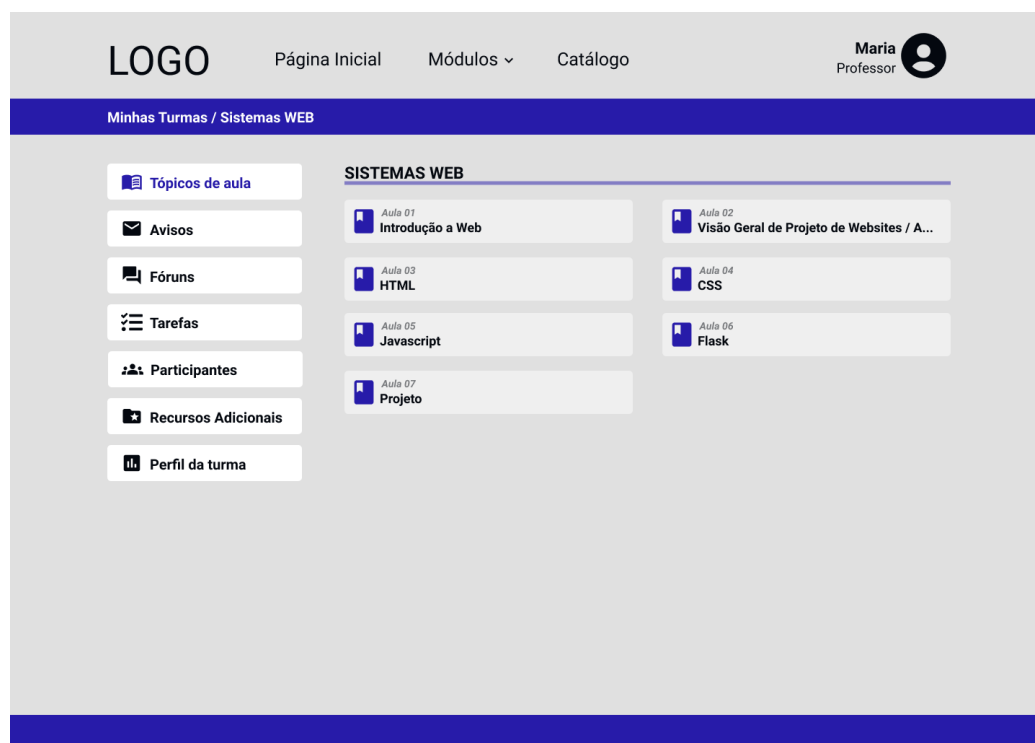 LOGO
Página Inicial
Módulos
Catálogo
Maria
Professor
Minhas Turmas / Sistemas WEB
Tópicos de aula
Avisos
Fóruns
Tarefas
Participantes
Recursos Adicionais
Perfil da turma
SISTEMAS WEB
Aula 01
Introdução a Web
Aula 02
Visão Geral de Projeto de Websites / A...
Aula 03
HTML
Aula 04
CSS
Aula 05
Javascript
Aula 06
Flask
Aula 07
Projeto